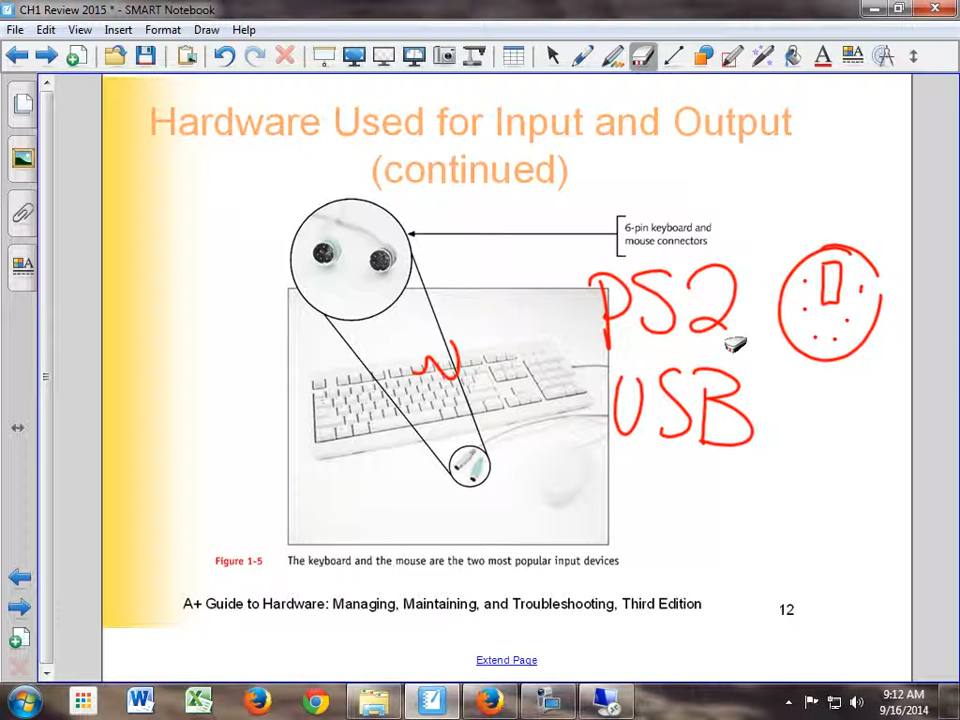 CH1 Review 2015 * - SMART Notebook
File Edit View Insert Format Draw Help
Hardware Used for Input and Output
(continued)
6-pin keyboard and
mouse connectors
PS2
USB
Figure 1-5 The keyboard and the mouse are the two most popular input devices
A+ Guide to Hardware: Managing, Maintaining, and Troubleshooting, Third Edition
12
Extend Page
9:12 AM
9/16/2014